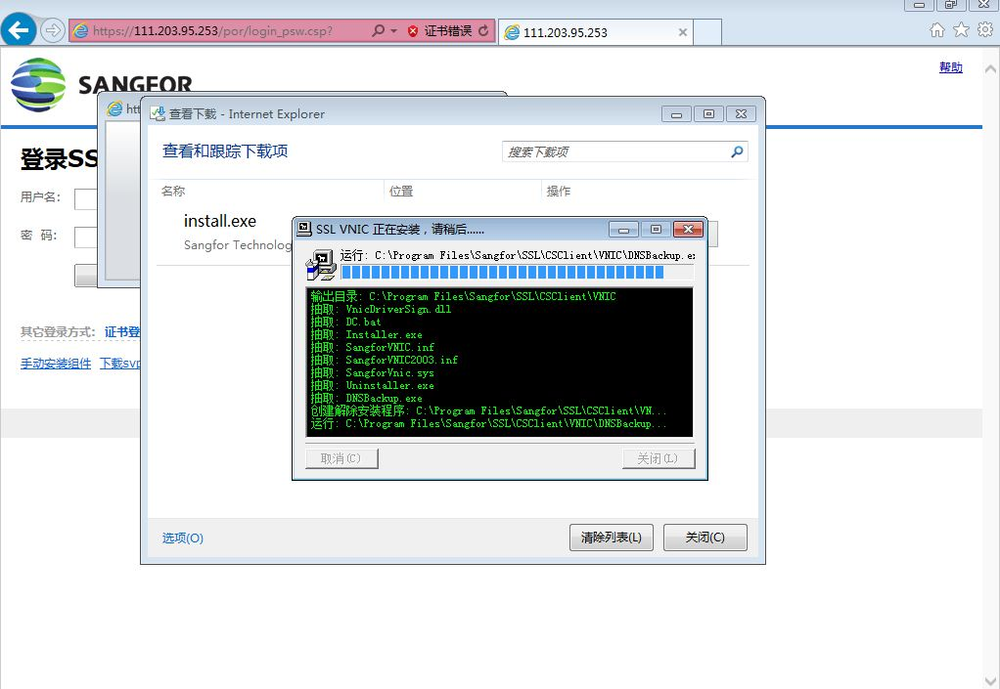 https://111.203.95.253/por/login_psw.csp?
证书错误
111.203.95.253
SANGFOR
帮助
登录SS
用户名:
密 码:
其它登录方式: 证书登
手动安装组件 下载svp
htt
查看下载 - Internet Explorer
查看和跟踪下载项
搜索下载项
名称 位置 操作
install.exe
Sangfor Technolog
SSL VNIC 正在安装，请稍后......
运行: C:\Program Files\Sangfor\SSL\CSClient\VNIC\DNSBackup.e
输出目录: C:\Program Files\Sangfor\SSL\CSClient\VNIC
抽取: VnicDriverSign.dll
抽取: DC.bat
抽取: Installer.exe
抽取: SangforVNIC.inf
抽取: SangforVNIC2003.inf
抽取: SangforVnic.sys
抽取: Uninstaller.exe
抽取: DNSBackup.exe
创建解除安装程序: C:\Program Files\Sangfor\SSL\CSClient\VN...
运行: C:\Program Files\Sangfor\SSL\CSClient\VNIC\DNSBackup...
取消(C) 关闭(L)
选项(O)
清除列表(L) 关闭(C)